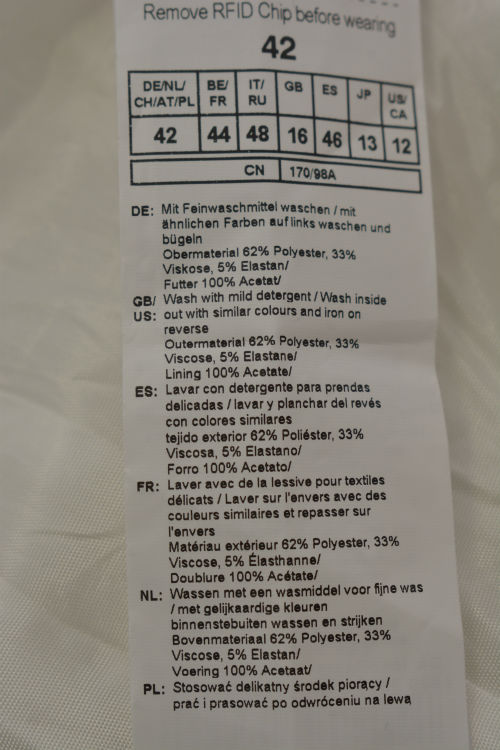 Remove RFID Chip before wearing
42
DE/NL/ CH/AT/PL BE/ FR IT/ RU GB ES JP US/ CA
42 44 48 16 46 13 12
CN 170/98A
DE: Mit Feinwaschmittel waschen / mit
ähnlichen Farben auf links waschen und
bügeln
Obermaterial 62% Polyester, 33%
Viskose, 5% Elastan/
Futter 100% Acetat/
GB/ Wash with mild detergent / Wash inside
US: out with similar colours and iron on
reverse
Outermaterial 62% Polyester, 33%
Viscose, 5% Elastane/
Lining 100% Acetate/
ES: Lavar con detergente para prendas
delicadas / lavar y planchar del revés
con colores similares
tejido exterior 62% Poliéster, 33%
Viscosa, 5% Elastano/
Forro 100% Acetato/
FR: Laver avec de la lessive pour textiles
délicats / Laver sur l'envers avec des
couleurs similaires et repasser sur
l'envers
Matériau extérieur 62% Polyester, 33%
Viscose, 5% Élasthanne/
Doublure 100% Acétate/
NL: Wassen met een wasmiddel voor fijne was
/ met gelijkaardige kleuren
binnenstebuiten wassen en strijken
Bovenmateriaal 62% Polyester, 33%
Viscose, 5% Elastan/
Voering 100% Acetaat/
PL: Stosować delikatny środek piorący /
prać i prasować po odwróceniu na lewą